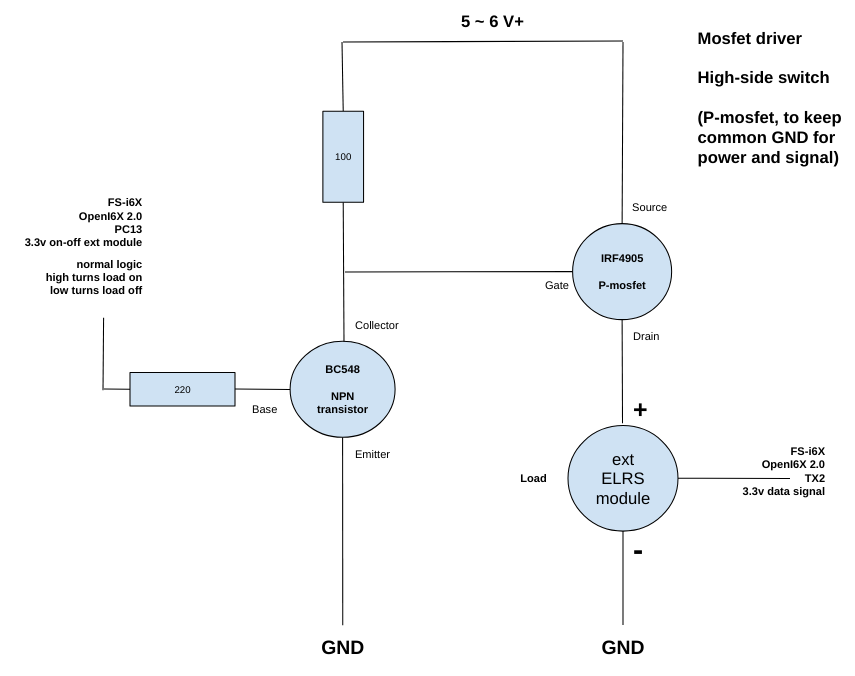 5 ~ 6 V+
Mosfet driver
High-side switch
(P-mosfet, to keep
common GND for
power and signal)
100
FS-i6X
OpenI6X 2.0
PC13
3.3v on-off ext module
normal logic
high turns load on
low turns load off
Source
IRF4905
P-mosfet
Gate
Drain
Collector
BC548
NPN
transistor
220
Base
Emitter
+
ext
ELRS
module
Load
FS-i6X
OpenI6X 2.0
TX2
3.3v data signal
-
GND
GND